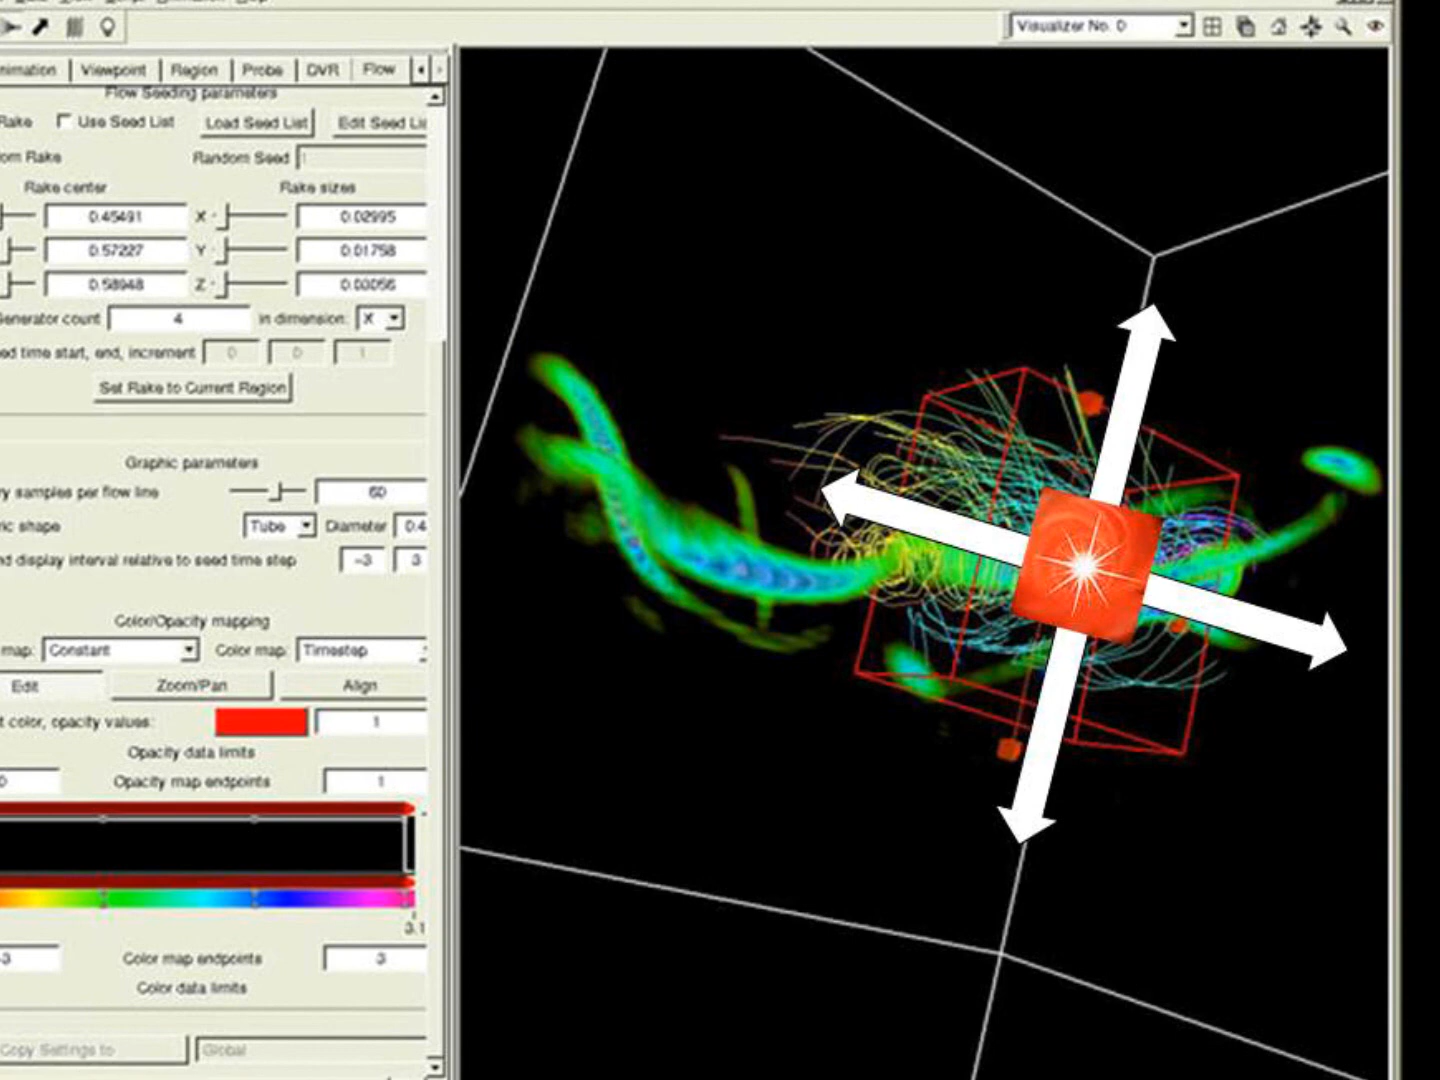 Visualizer No. 0
nimation Viewpoint Region Probe DVR Flow
Flow Seeding parameters
Rake Use Seed List Load Seed List Edit Seed Lis
om Rake Random Seed
Rake center Rake sizes
0.45491 X 0.02995
0.57227 Y 0.01758
0.58948 Z 0.03056
enerator count 4 in dimension: X
ed time start, end, increment 0 0 1
Set Rake to Current Region
Graphic parameters
y samples per flow line 60
ric shape Tube Diameter 0.4
nd display interval relative to seed time step -3 3
Color/Opacity mapping
map: Constant Color map: Timestep
Edit Zoom/Pan Align
t color, opacity values: 1
Opacity data limits
0 Opacity map endpoints 1
3.1
-3 Color map endpoints 3
Color data limits
Copy Settings to Global